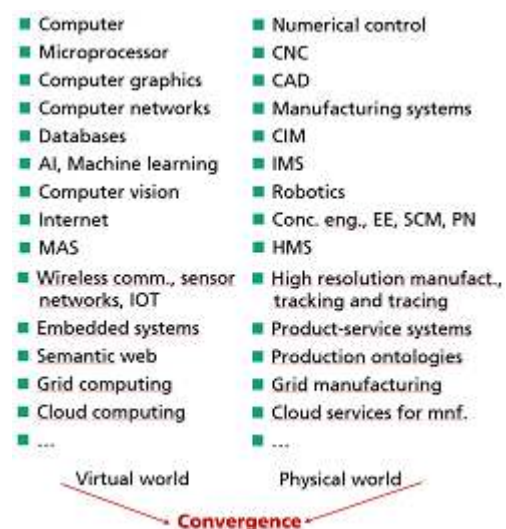 Computer
Microprocessor
Computer graphics
Computer networks
Databases
AI, Machine learning
Computer vision
Internet
MAS
Wireless comm., sensor
networks, IOT
Embedded systems
Semantic web
Grid computing
Cloud computing
...
Numerical control
CNC
CAD
Manufacturing systems
CIM
IMS
Robotics
Conc. eng., EE, SCM, PN
HMS
High resolution manufact.,
tracking and tracing
Product-service systems
Production ontologies
Grid manufacturing
Cloud services for mnf.
...
Virtual world
Physical world
Convergence